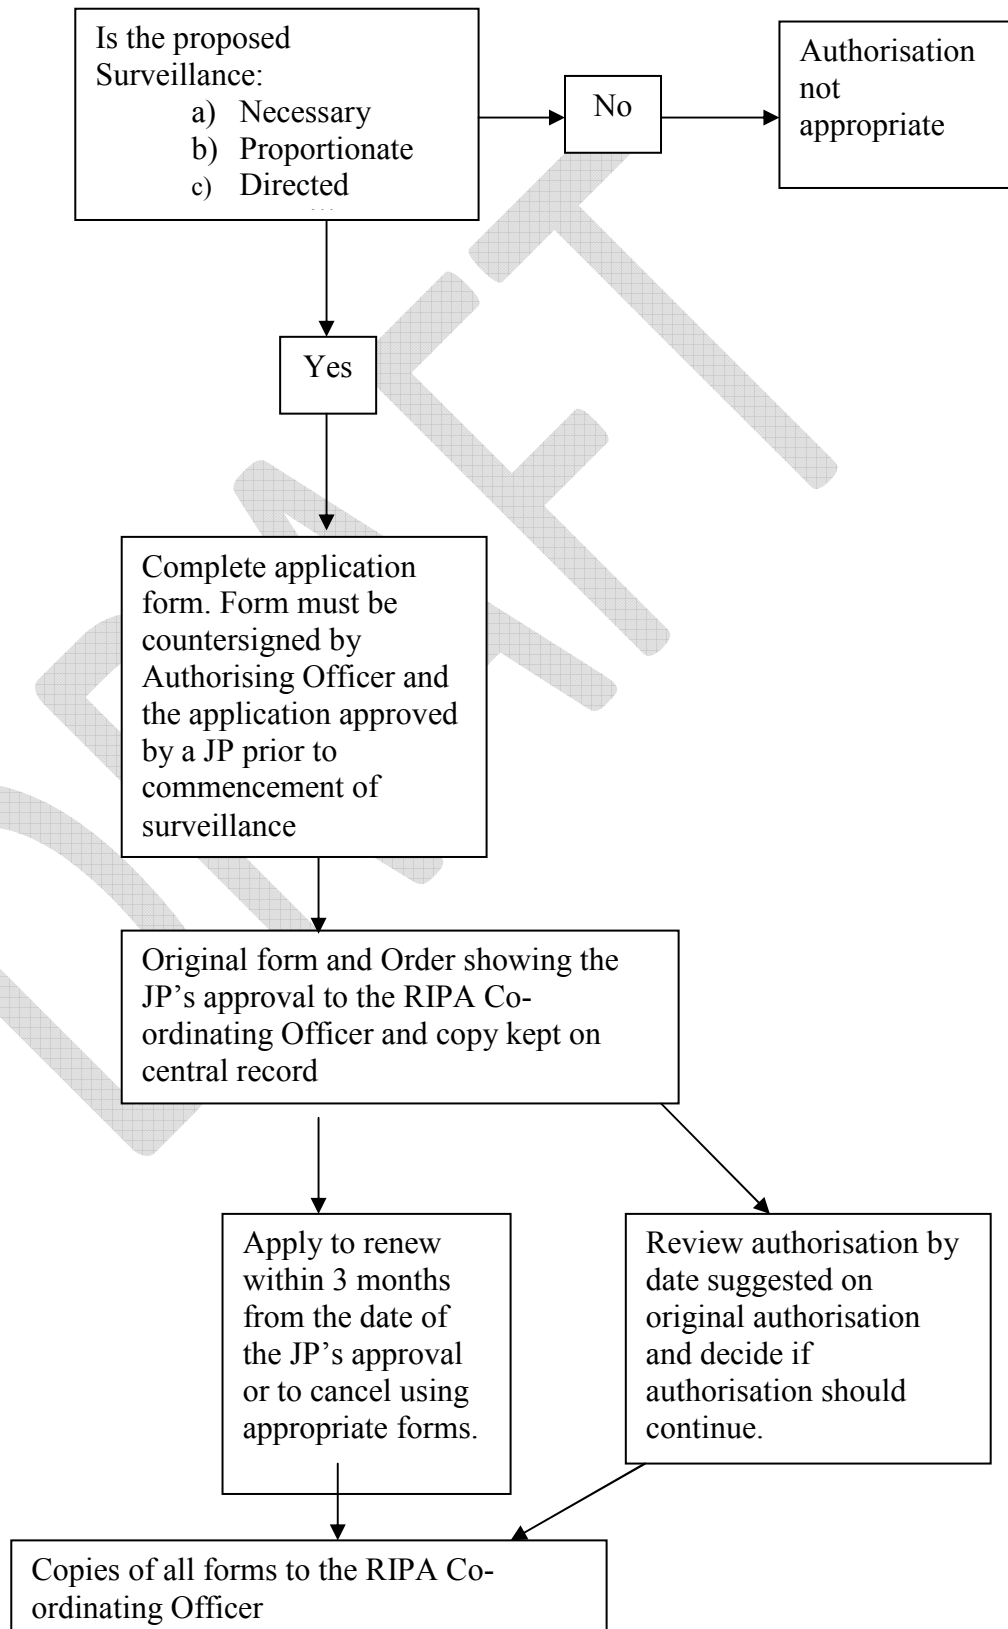 Is the proposed
Surveillance:
a) Necessary
b) Proportionate
c) Directed
No
Authorisation
not
appropriate
Yes
Complete application
form. Form must be
countersigned by
Authorising Officer and
the application approved
by a JP prior to
commencement of
surveillance
Original form and Order showing the
JP’s approval to the RIPA Co-
ordinating Officer and copy kept on
central record
Apply to renew
within 3 months
from the date of
the JP’s approval
or to cancel using
appropriate forms.
Review authorisation by
date suggested on
original authorisation
and decide if
authorisation should
continue.
Copies of all forms to the RIPA Co-
ordinating Officer
DRAFT